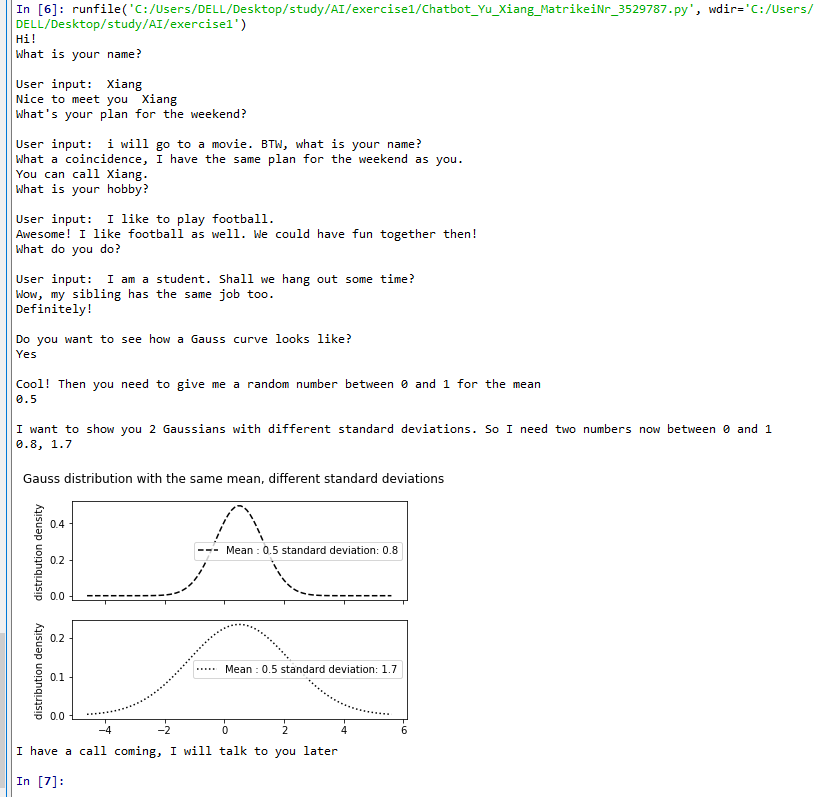 In [6]: runfile('C:/Users/DELL/Desktop/study/AI/exercise1/Chatbot_Yu_Xiang_MatrikeiNr_3529787.py', wdir='C:/Users/
DELL/Desktop/study/AI/exercise1')
Hi!
What is your name?
User input:  Xiang
Nice to meet you  Xiang
What's your plan for the weekend?
User input:  i will go to a movie. BTW, what is your name?
What a coincidence, I have the same plan for the weekend as you.
You can call Xiang.
What is your hobby?
User input:  I like to play football.
Awesome! I like football as well. We could have fun together then!
What do you do?
User input:  I am a student. Shall we hang out some time?
Wow, my sibling has the same job too.
Definitely!
Do you want to see how a Gauss curve looks like?
Yes
Cool! Then you need to give me a random number between 0 and 1 for the mean
0.5
I want to show you 2 Gaussians with different standard deviations. So I need two numbers now between 0 and 1
0.8, 1.7
Gauss distribution with the same mean, different standard deviations
distribution density
0.4
0.2
0.0
Mean : 0.5 standard deviation: 0.8
distribution density
0.2
0.1
0.0
Mean : 0.5 standard deviation: 1.7
−4 −2 0 2 4 6
I have a call coming, I will talk to you later
In [7]: